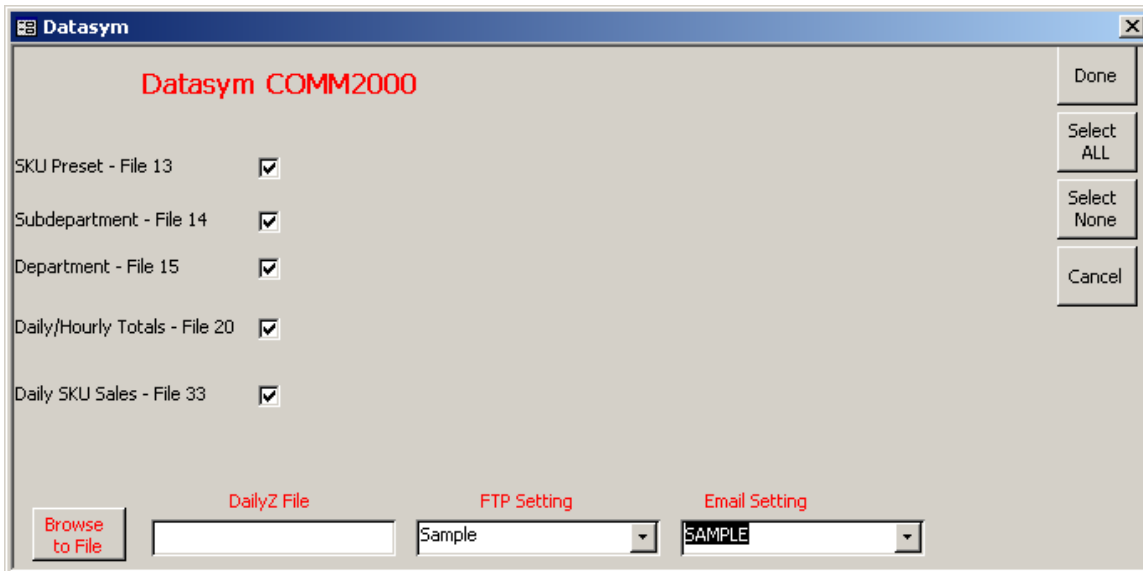 Datasym
Datasym COMM2000
Done
Select
ALL
SKU Preset - File 13
Select
None
Subdepartment - File 14
Department - File 15
Cancel
Daily/Hourly Totals - File 20
Daily SKU Sales - File 33
DailyZ File
FTP Setting
Email Setting
Browse
to File
Sample
SAMPLE